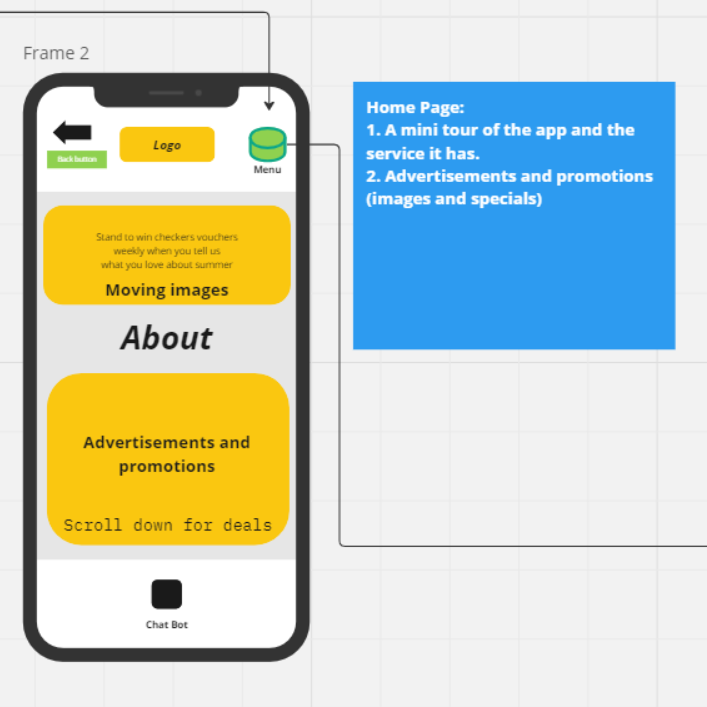 Frame 2
Back button
Logo
Menu
Stand to win checkers vouchers
weekly when you tell us
what you love about summer
Moving images
About
Advertisements and
promotions
Scroll down for deals
Chat Bot
Home Page:
1. A mini tour of the app and the
service it has.
2. Advertisements and promotions
(images and specials)